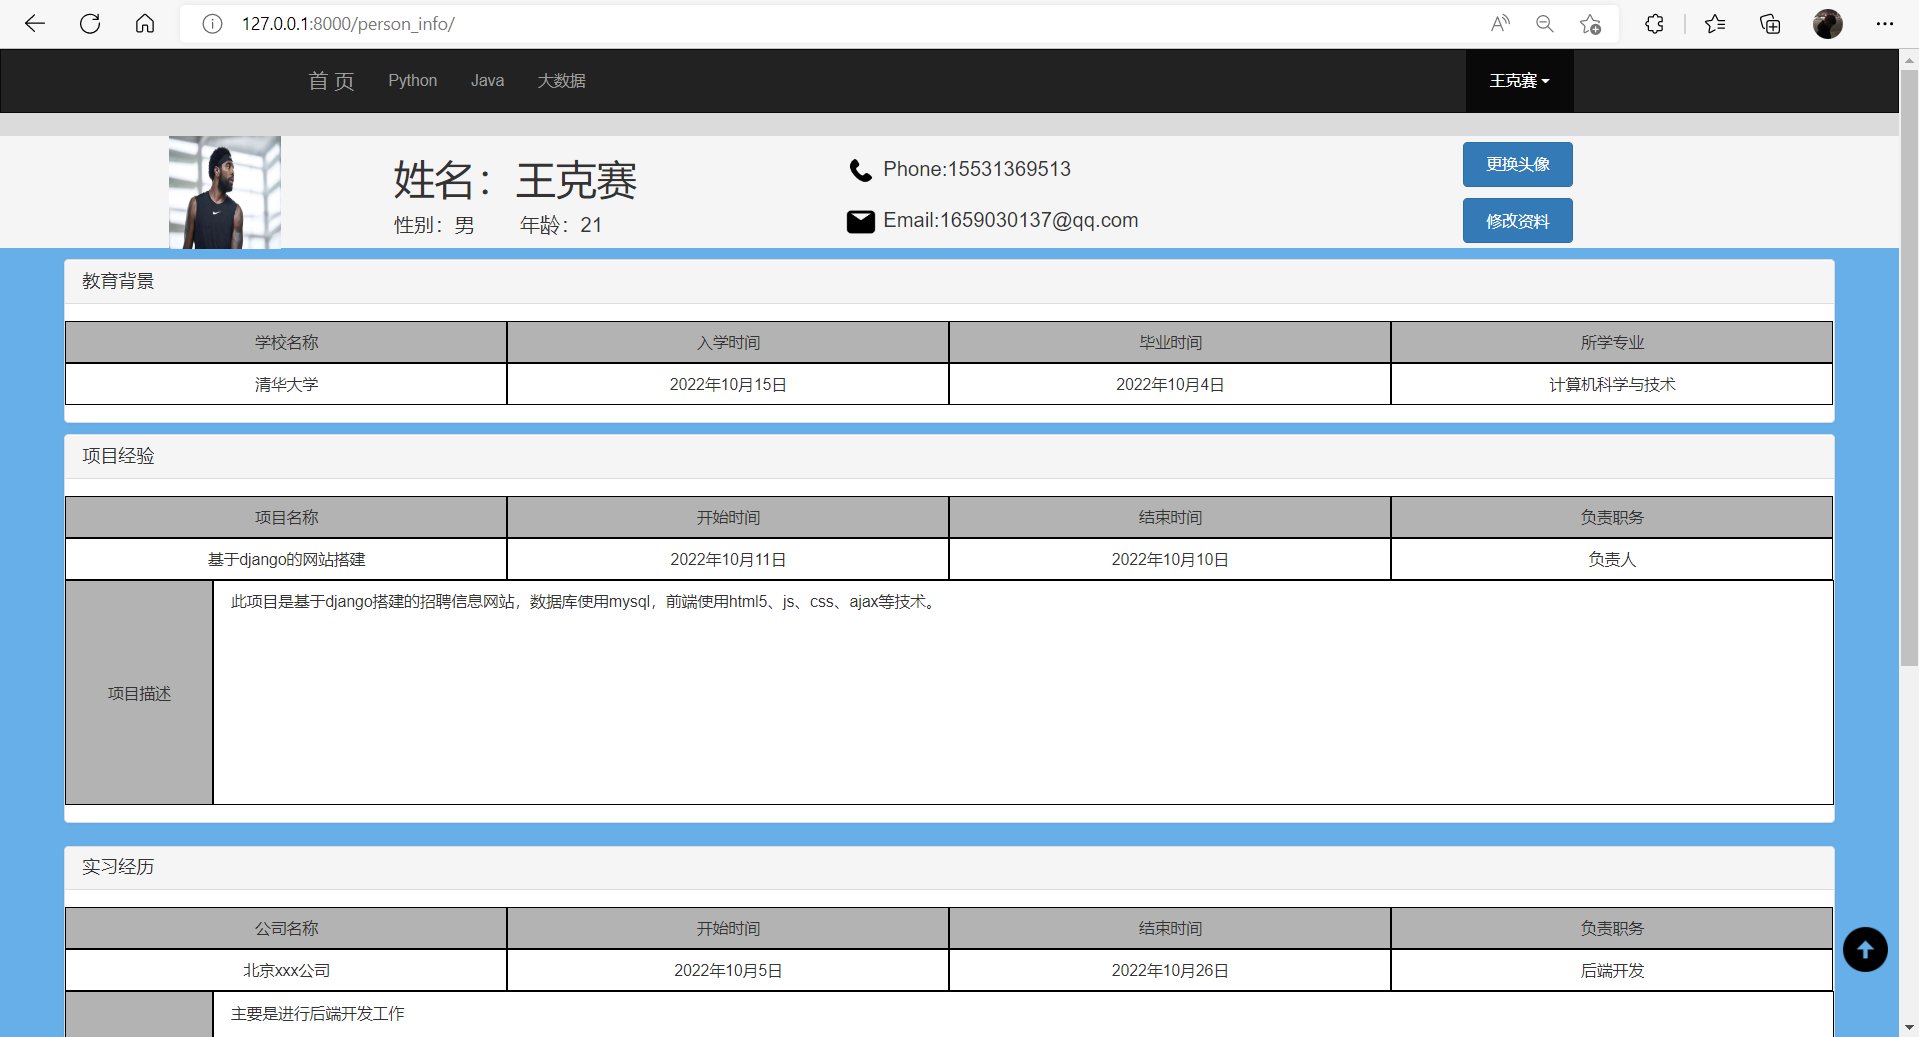 127.0.0.1:8000/person_info/
首 页 Python Java 大数据 王克赛
姓名：王克赛
性别：男 年龄：21
Phone:15531369513
Email:1659030137@qq.com
更换头像
修改资料
教育背景
学校名称 入学时间 毕业时间 所学专业
清华大学 2022年10月15日 2022年10月4日 计算机科学与技术
项目经验
项目名称 开始时间 结束时间 负责职务
基于django的网站搭建 2022年10月11日 2022年10月10日 负责人
项目描述
此项目是基于django搭建的招聘信息网站，数据库使用mysql，前端使用html5、js、css、ajax等技术。
实习经历
公司名称 开始时间 结束时间 负责职务
北京xxx公司 2022年10月5日 2022年10月26日 后端开发
主要是进行后端开发工作